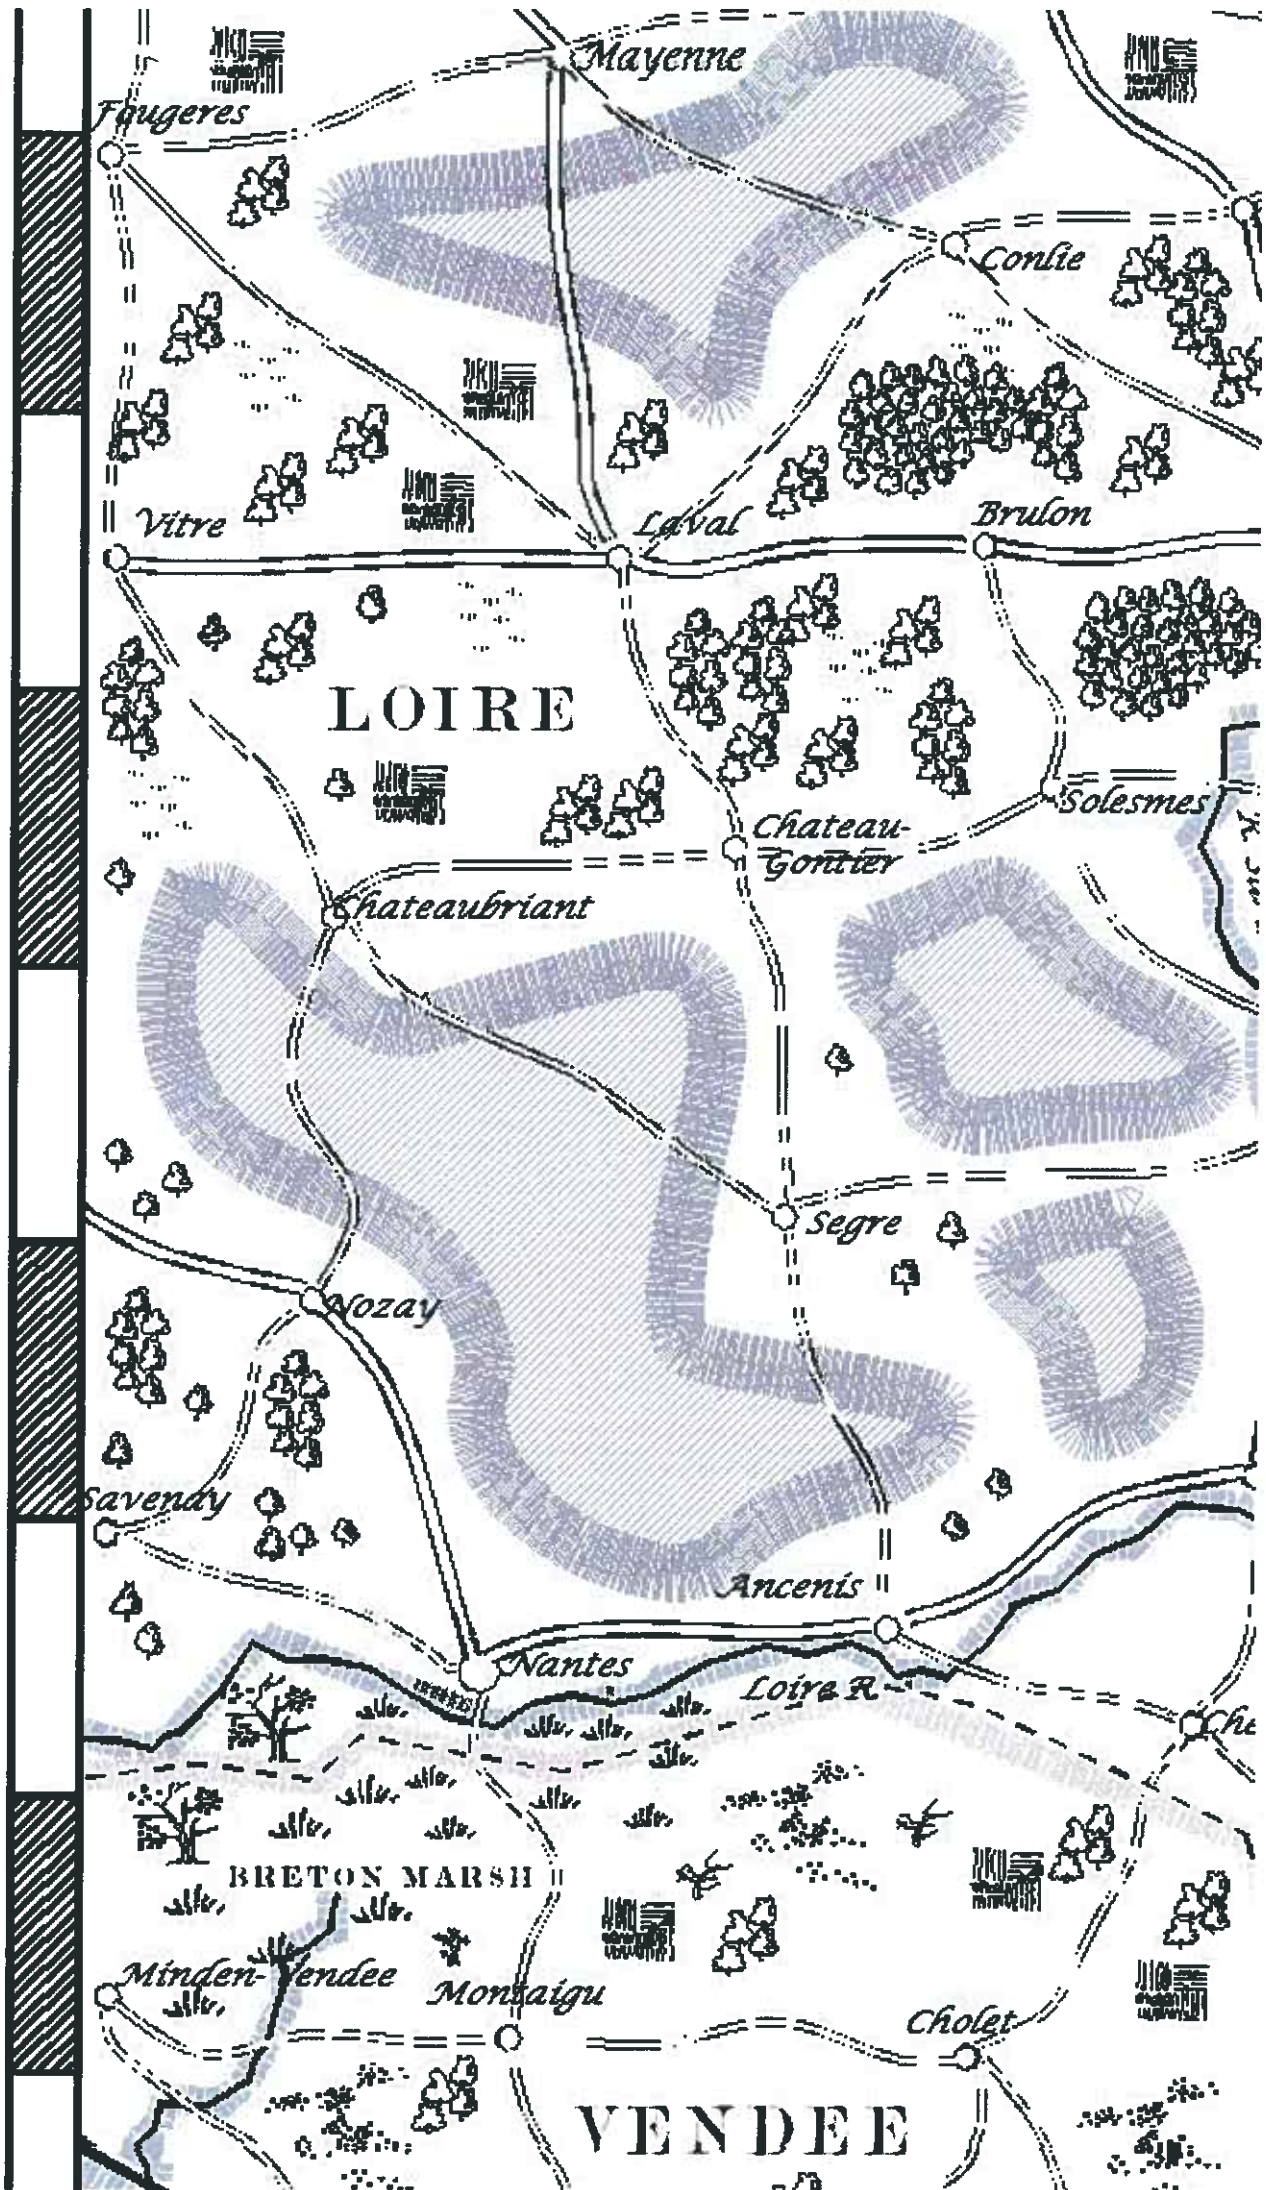 Mayenne
Fougeres
Conlie
Vitre
Laval
Brulon
LOIRE
Chateau-
Gontier
Solesmes
Chateaubriant
Segre
Nozay
Savenay
Ancenis
Nantes
Loire R.
BRETON MARSH
Minden-Vendee
Montaigu
Cholet
VENDEE